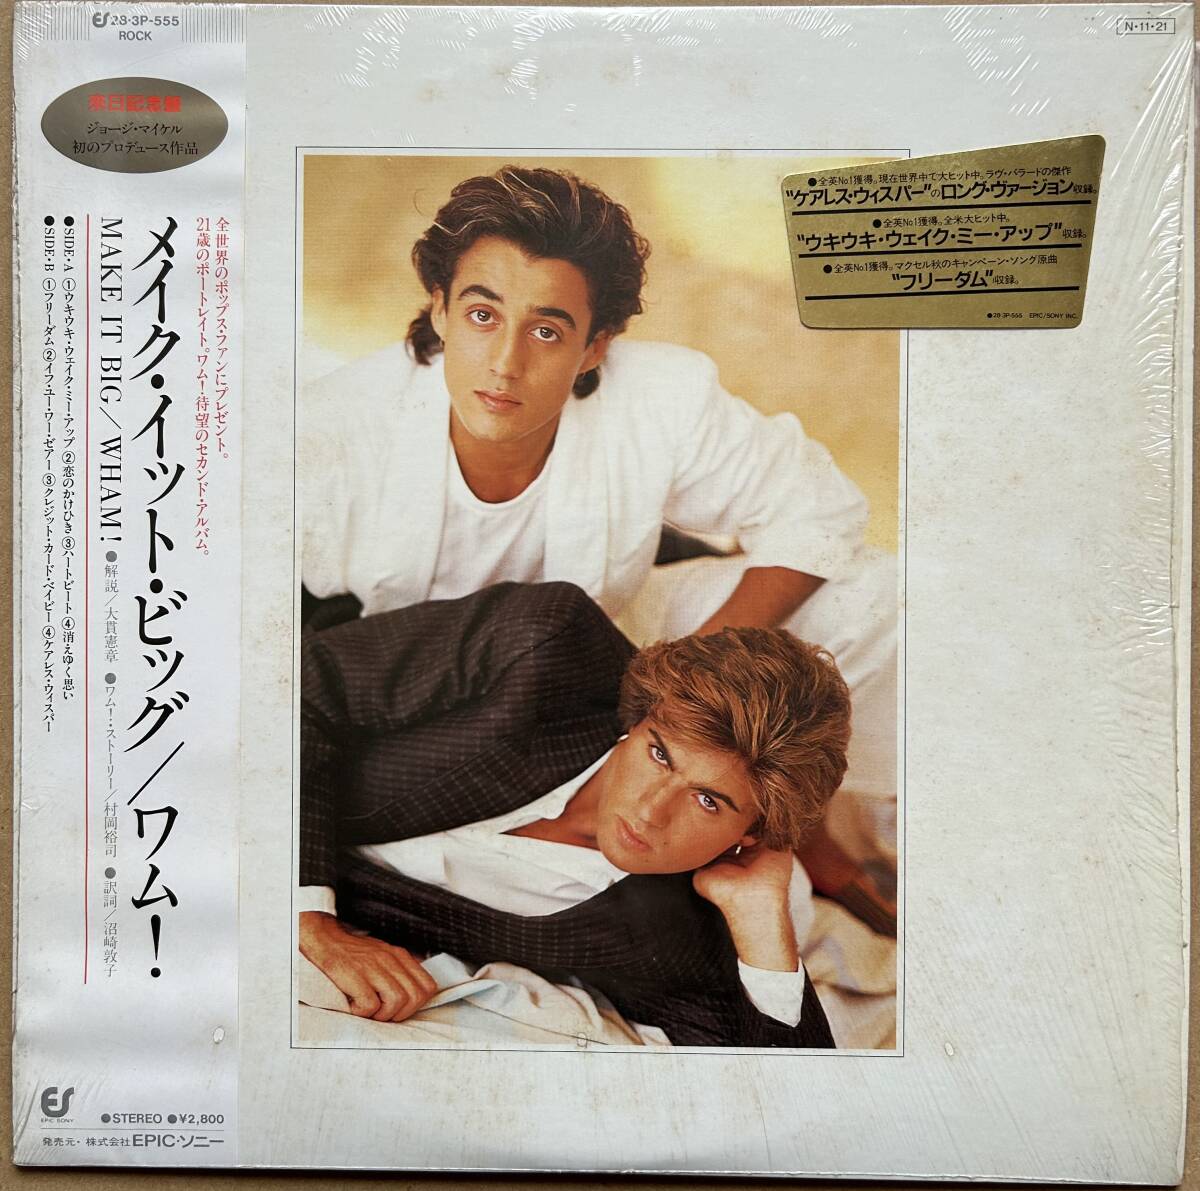 28・3P-555
ROCK
N・11・21
来日記念盤
ジョージ・マイケル
初のプロデュース作品
全世界のポップス・ファンにプレゼント。
21歳のポートレイト。ワム!待望のセカンド・アルバム。
メイク・イット・ビッグ/ワム!
MAKE IT BIG/WHAM!
●解説/大貫憲章 ●ワム!・ストーリー/村岡裕司 ●訳詞/沼崎敦子
●SIDE・A ①ウキウキ・ウェイク・ミー・アップ ②恋のかけひき ③ハートビート ④消えゆく思い
●SIDE・B ①フリーダム ②イフ・ユー・ワー・ゼアー ③クレジット・カード・ベイビー ④ケアレス・ウィスパー
●全英No.1獲得。現在世界中で大ヒット中。ラヴ・バラードの傑作
“ケアレス・ウィスパー”のロング・ヴァージョン収録。
●全英No.1獲得。全米大ヒット中。
“ウキウキ・ウェイク・ミー・アップ”収録。
●全英No.1獲得。マクセル秋のキャンペーン・ソング原曲
“フリーダム”収録。
●28・3P-555 EPIC/SONY INC.
ES
EPIC SONY
●STEREO ●¥2,800
発売元・株式会社EPIC・ソニー